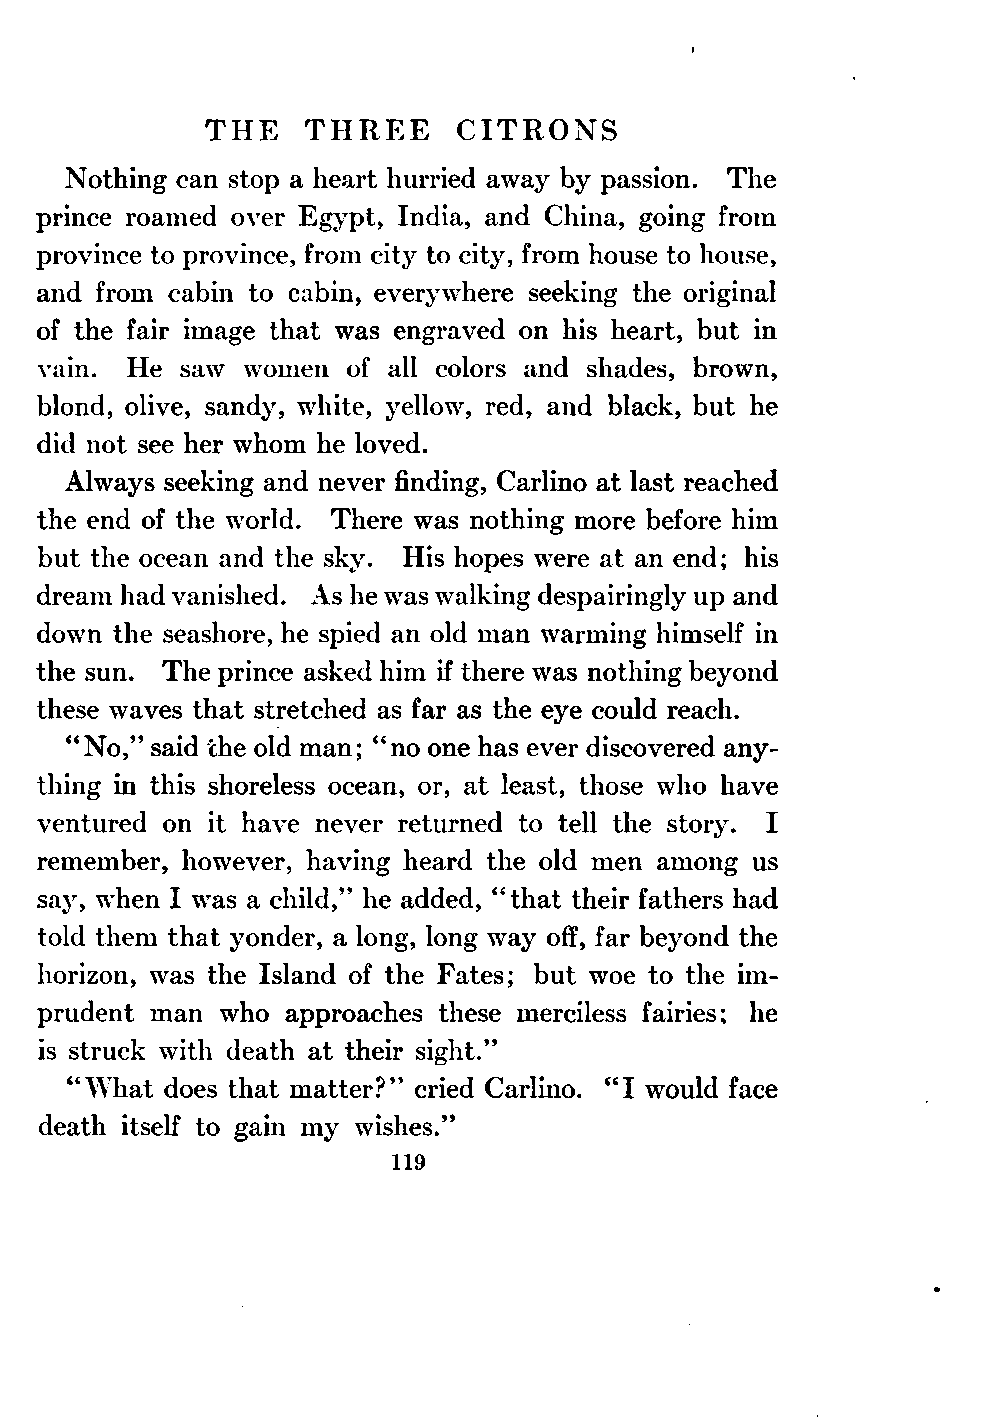 THE THREE CITRONS
Nothing can stop a heart hurried away by passion. The
prince roamed over Egypt, India, and China, going from
province to province, from city to city, from house to house,
and from cabin to cabin, everywhere seeking the original
of the fair image that was engraved on his heart, but in
vain. He saw women of all colors and shades, brown,
blond, olive, sandy, white, yellow, red, and black, but he
did not see her whom he loved.
Always seeking and never finding, Carlino at last reached
the end of the world. There was nothing more before him
but the ocean and the sky. His hopes were at an end; his
dream had vanished. As he was walking despairingly up and
down the seashore, he spied an old man warming himself in
the sun. The prince asked him if there was nothing beyond
these waves that stretched as far as the eye could reach.
“No,” said the old man; “no one has ever discovered any-
thing in this shoreless ocean, or, at least, those who have
ventured on it have never returned to tell the story. I
remember, however, having heard the old men among us
say, when I was a child,” he added, “that their fathers had
told them that yonder, a long, long way off, far beyond the
horizon, was the Island of the Fates; but woe to the im-
prudent man who approaches these merciless fairies; he
is struck with death at their sight.”
“What does that matter?” cried Carlino. “I would face
death itself to gain my wishes.”
119